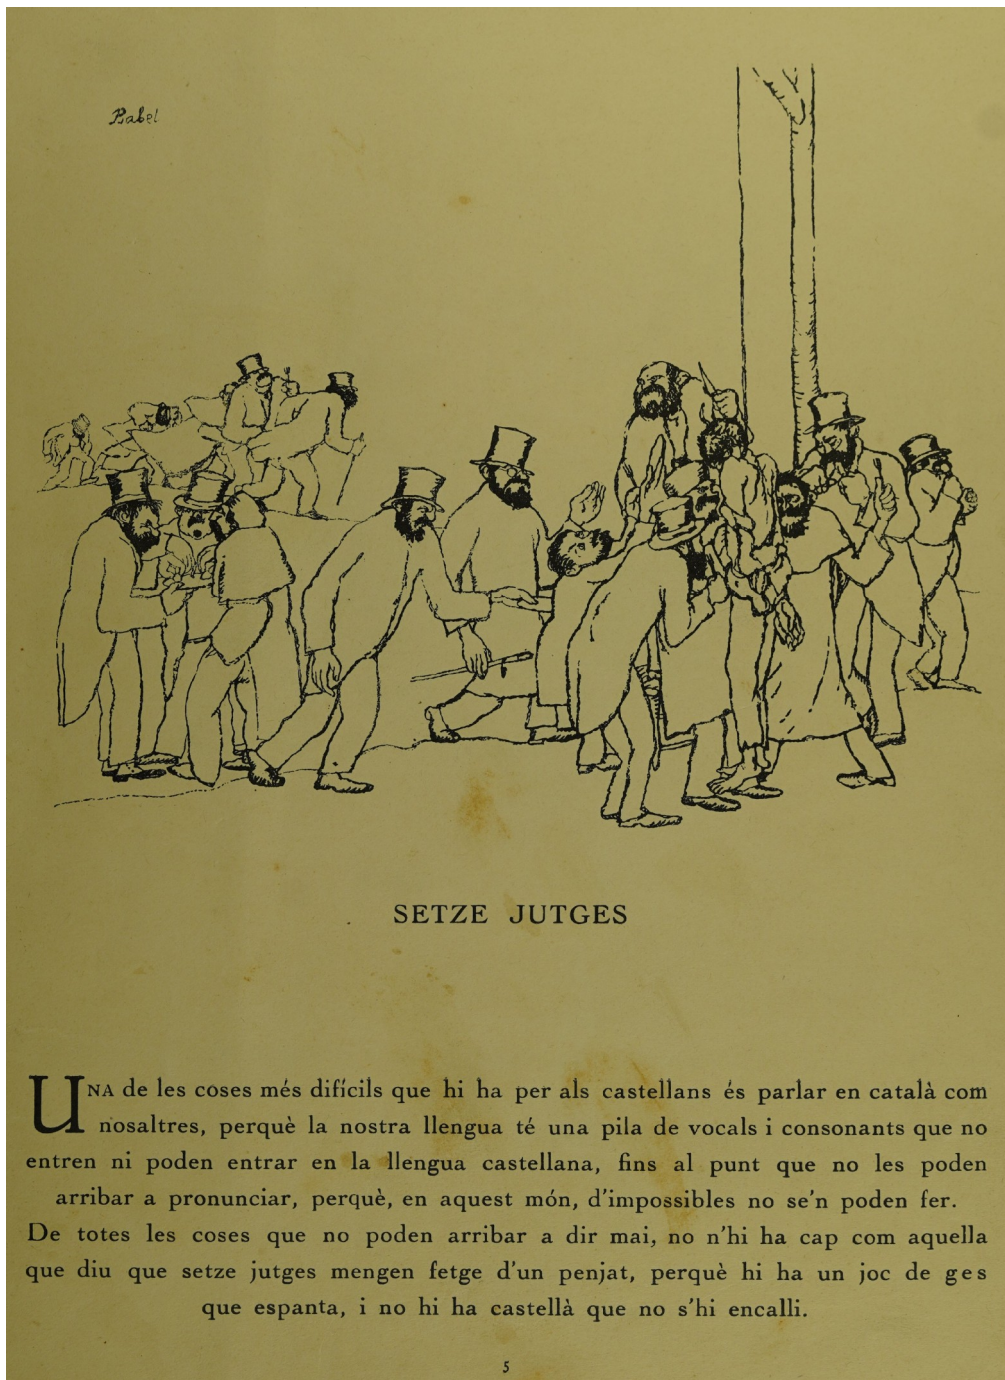 Babel
SETZE JUTGES
UNA de les coses més difícils que hi ha per als castellans és parlar en català com
nosaltres, perquè la nostra llengua té una pila de vocals i consonants que no
entren ni poden entrar en la llengua castellana, fins al punt que no les poden
arribar a pronunciar, perquè, en aquest món, d'impossibles no se'n poden fer.
De totes les coses que no poden arribar a dir mai, no n'hi ha cap com aquella
que diu que setze jutges mengen fetge d'un penjat, perquè hi ha un joc de ges
que espanta, i no hi ha castellà que no s'hi encalli.
5